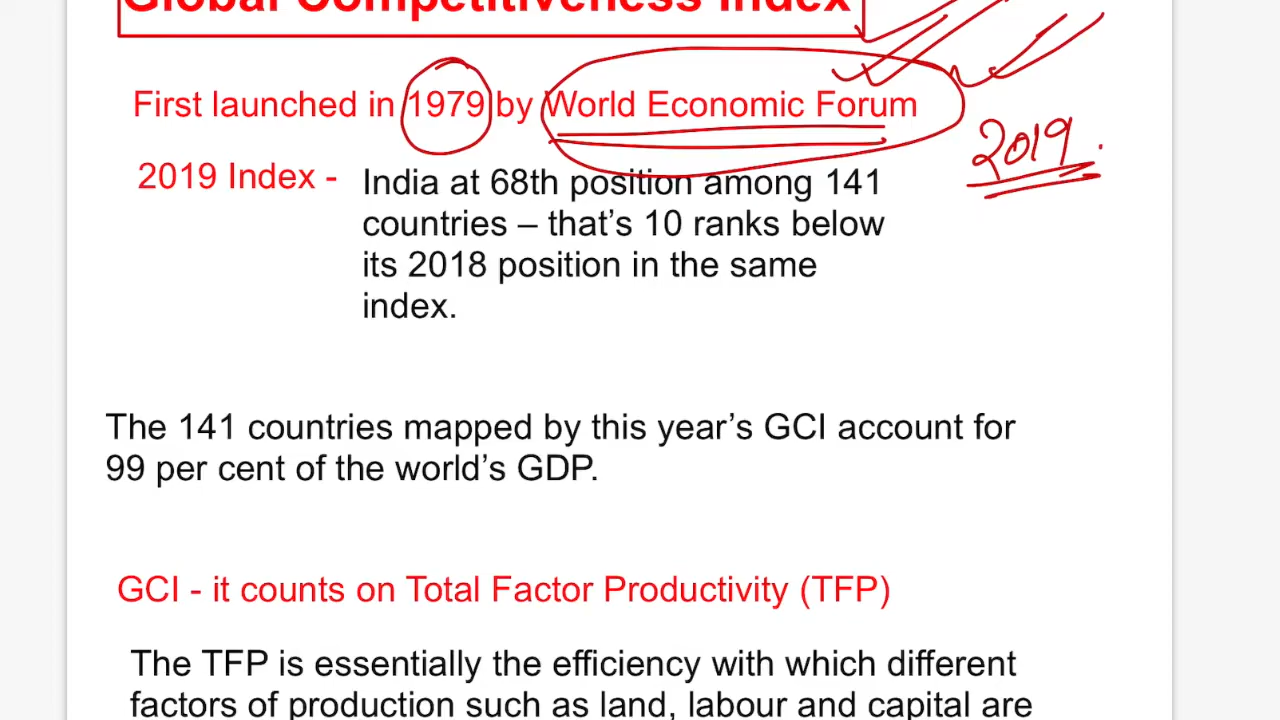 Global Competitiveness Index
First launched in 1979 by World Economic Forum
2019
2019 Index - India at 68th position among 141
countries – that's 10 ranks below
its 2018 position in the same
index.
The 141 countries mapped by this year's GCI account for
99 per cent of the world's GDP.
GCI - it counts on Total Factor Productivity (TFP)
The TFP is essentially the efficiency with which different
factors of production such as land, labour and capital are